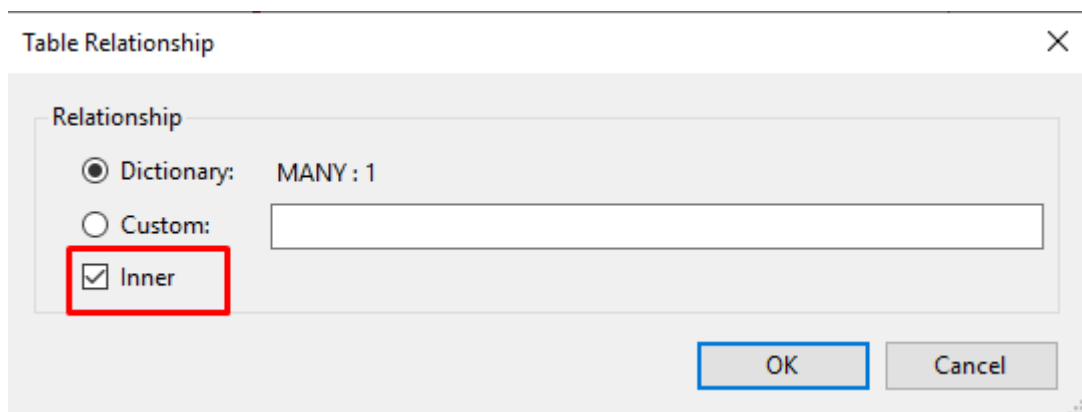 Table Relationship
Relationship
Dictionary: MANY : 1
Custom:
Inner
OK Cancel